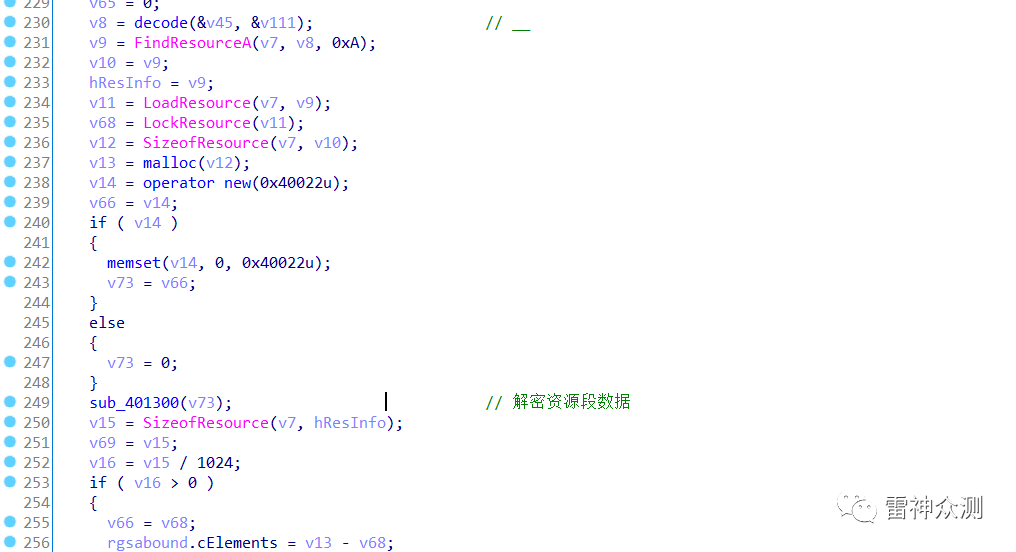 229 v65 = 0;
230 v8 = decode(&v45, &v111); // __
231 v9 = FindResourceA(v7, v8, 0xA);
232 v10 = v9;
233 hResInfo = v9;
234 v11 = LoadResource(v7, v9);
235 v68 = LockResource(v11);
236 v12 = SizeofResource(v7, v10);
237 v13 = malloc(v12);
238 v14 = operator new(0x40022u);
239 v66 = v14;
240 if ( v14 )
241 {
242 memset(v14, 0, 0x40022u);
243 v73 = v66;
244 }
245 else
246 {
247 v73 = 0;
248 }
249 sub_401300(v73); // 解密资源段数据
250 v15 = SizeofResource(v7, hResInfo);
251 v69 = v15;
252 v16 = v15 / 1024;
253 if ( v16 > 0 )
254 {
255 v66 = v68;
256 rgsabound.cElements = v13 - v68;
雷神众测